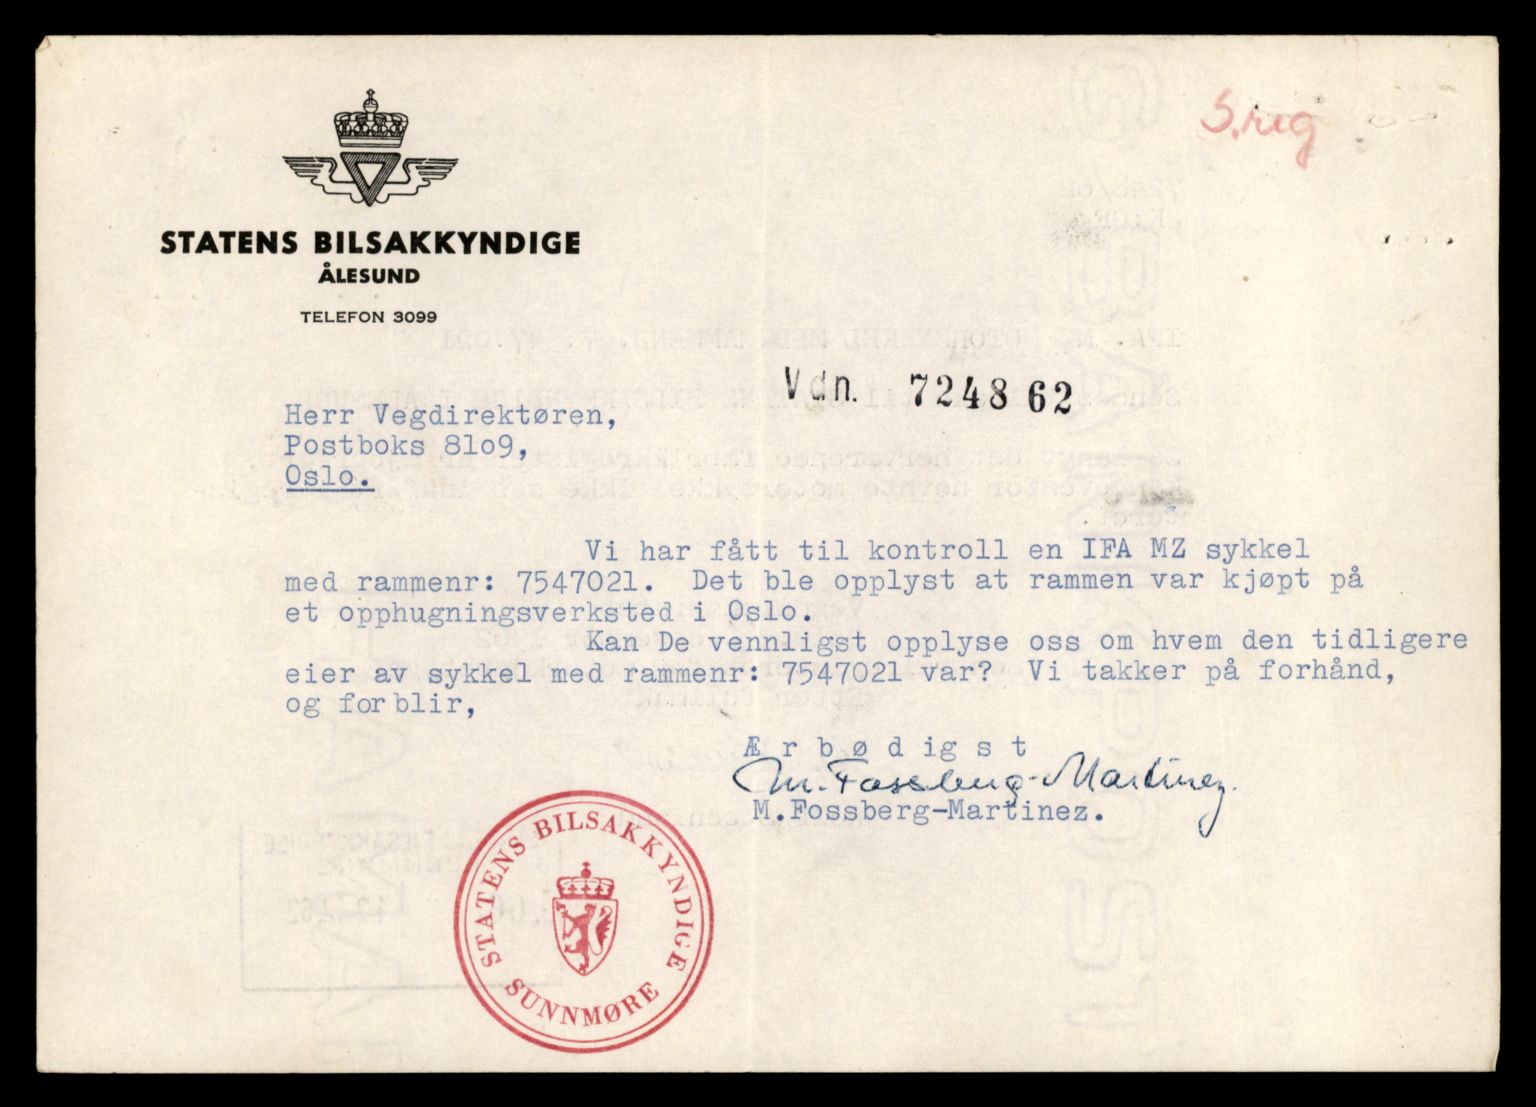 S.reg
STATENS BILSAKKYNDIGE
ÅLESUND
TELEFON 3099
Vdn. 7248 62
Herr Vegdirektøren,
Postboks 8lo9,
Oslo.
Vi har fått til kontroll en IFA MZ sykkel
med rammenr: 7547021. Det ble opplyst at rammen var kjøpt på
et opphugningsverksted i Oslo.
Kan De vennligst opplyse oss om hvem den tidligere
eier av sykkel med rammenr: 7547021 var? Vi takker på forhånd,
og forblir,
Æ r b ø d i g s t
M. Fossberg-Martinez.
M.Fossberg-Martinez.
STATENS BILSAKKYNDIGE
SUNNMØRE